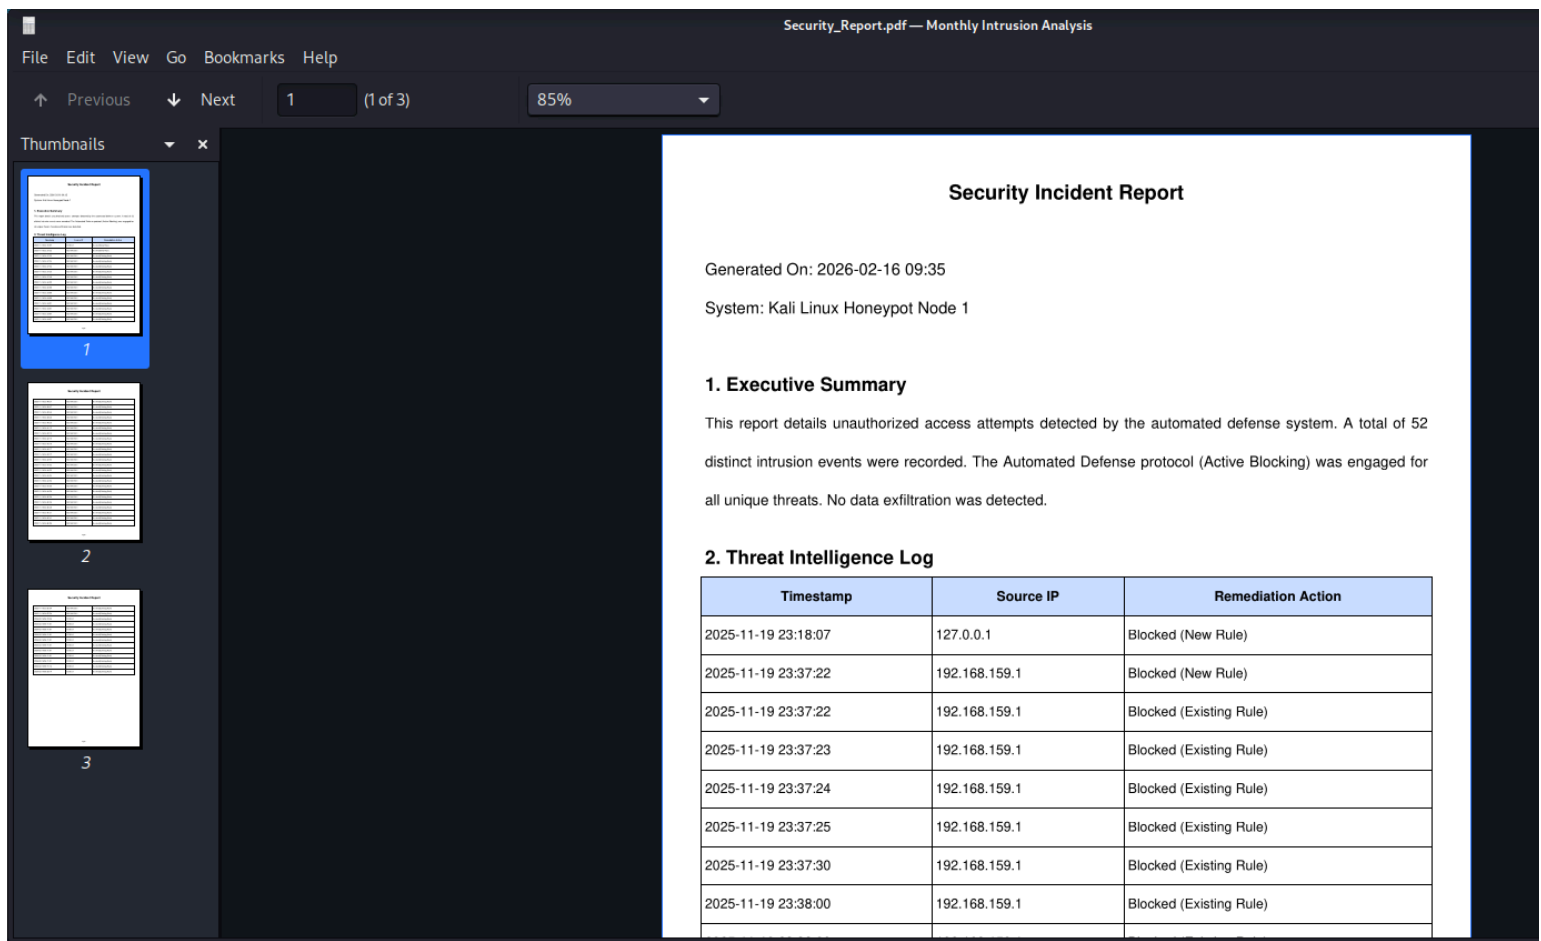 Security_Report.pdf — Monthly Intrusion Analysis
File Edit View Go Bookmarks Help
Previous Next 1 (1 of 3) 85%
Thumbnails
1
2
3
Security Incident Report
Generated On: 2026-02-16 09:35
System: Kali Linux Honeypot Node 1
1. Executive Summary
This report details unauthorized access attempts detected by the automated defense system. A total of 52
distinct intrusion events were recorded. The Automated Defense protocol (Active Blocking) was engaged for
all unique threats. No data exfiltration was detected.
2. Threat Intelligence Log
Timestamp Source IP Remediation Action
2025-11-19 23:18:07 127.0.0.1 Blocked (New Rule)
2025-11-19 23:37:22 192.168.159.1 Blocked (New Rule)
2025-11-19 23:37:22 192.168.159.1 Blocked (Existing Rule)
2025-11-19 23:37:23 192.168.159.1 Blocked (Existing Rule)
2025-11-19 23:37:24 192.168.159.1 Blocked (Existing Rule)
2025-11-19 23:37:25 192.168.159.1 Blocked (Existing Rule)
2025-11-19 23:37:30 192.168.159.1 Blocked (Existing Rule)
2025-11-19 23:38:00 192.168.159.1 Blocked (Existing Rule)